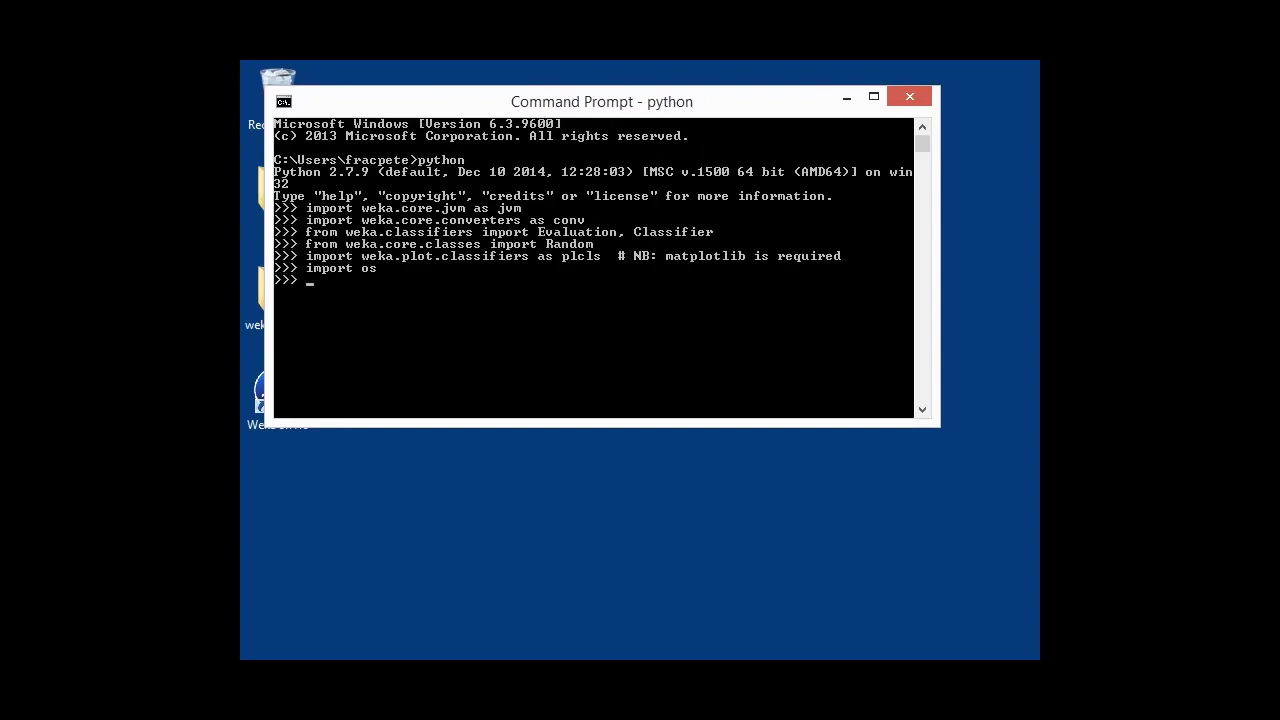 Command Prompt - python
Microsoft Windows [Version 6.3.9600]
(c) 2013 Microsoft Corporation. All rights reserved.
C:\Users\fracpete>python
Python 2.7.9 (default, Dec 10 2014, 12:28:03) [MSC v.1500 64 bit (AMD64)] on win
32
Type "help", "copyright", "credits" or "license" for more information.
>>> import weka.core.jvm as jvm
>>> import weka.core.converters as conv
>>> from weka.classifiers import Evaluation, Classifier
>>> from weka.core.classes import Random
>>> import weka.plot.classifiers as plcls  # NB: matplotlib is required
>>> import os
>>> _